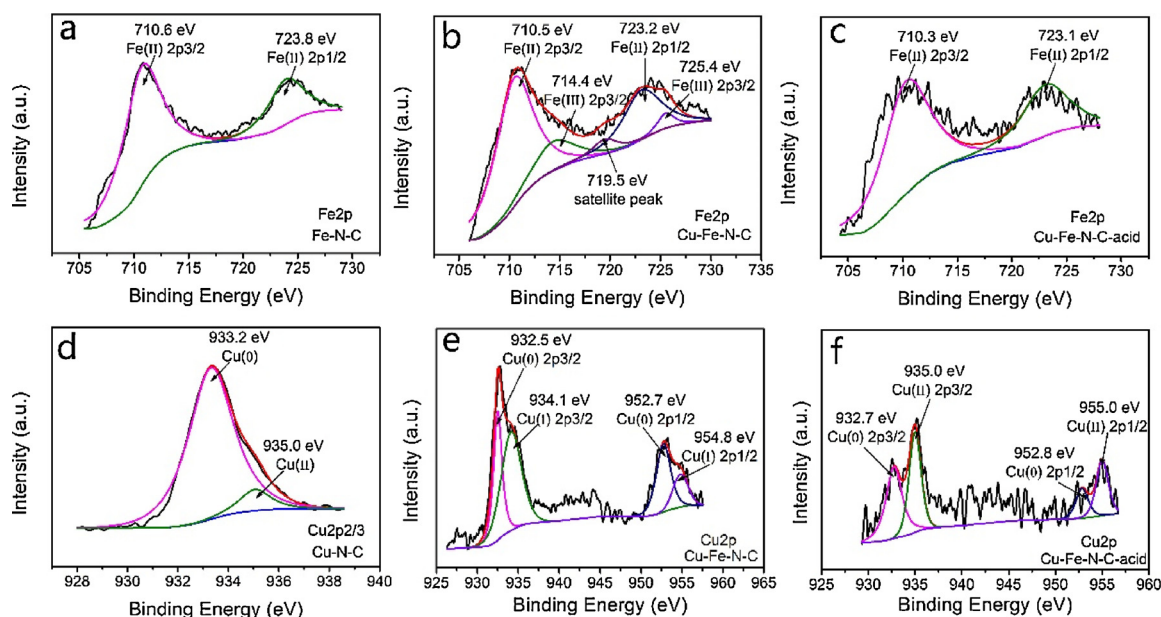 a
710.6 eV
Fe(II) 2p3/2
723.8 eV
Fe(II) 2p1/2
Fe2p
Fe-N-C
705 709 713 717 721 725 729
Binding Energy (eV)
Intensity (a.u.)
b
710.5 eV
Fe(II) 2p3/2
714.4 eV
Fe(III) 2p3/2
723.2 eV
Fe(II) 2p1/2
725.4 eV
Fe(III) 2p3/2
719.5 eV
satellite peak
Fe2p
Cu-Fe-N-C
705 710 715 720 725 730 735
Binding Energy (eV)
Intensity (a.u.)
c
710.3 eV
Fe(II) 2p3/2
723.1 eV
Fe(II) 2p1/2
Fe2p
Cu-Fe-N-C-acid
705 710 715 720 725 730
Binding Energy (eV)
Intensity (a.u.)
d
933.2 eV
Cu(0)
935.0 eV
Cu(II)
Cu2p2/3
Cu-N-C
928 930 932 934 936 938 940
Binding Energy (eV)
Intensity (a.u.)
e
932.5 eV
Cu(0) 2p3/2
934.1 eV
Cu(I) 2p3/2
952.7 eV
Cu(0) 2p1/2
954.8 eV
Cu(I) 2p1/2
Cu2p
Cu-Fe-N-C
925 930 935 940 945 950 955 960 965
Binding Energy (eV)
Intensity (a.u.)
f
935.0 eV
Cu(II) 2p3/2
932.7 eV
Cu(0) 2p3/2
955.0 eV
Cu(II) 2p1/2
952.8 eV
Cu(0) 2p1/2
Cu2p
Cu-Fe-N-C-acid
925 930 935 940 945 950 955 960
Binding Energy (eV)
Intensity (a.u.)